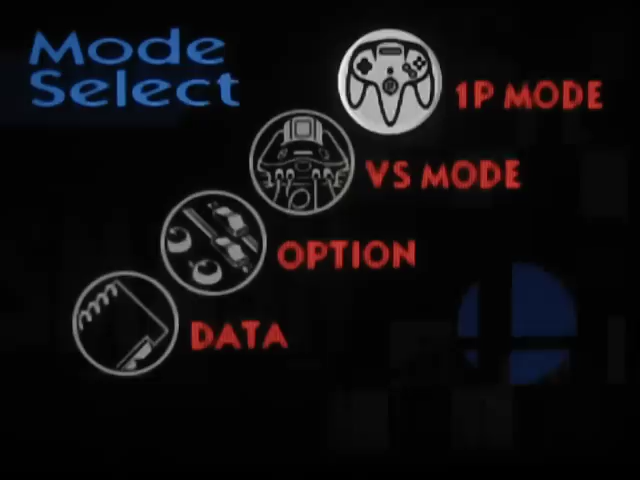 Mode
Select
1P MODE
VS MODE
OPTION
DATA